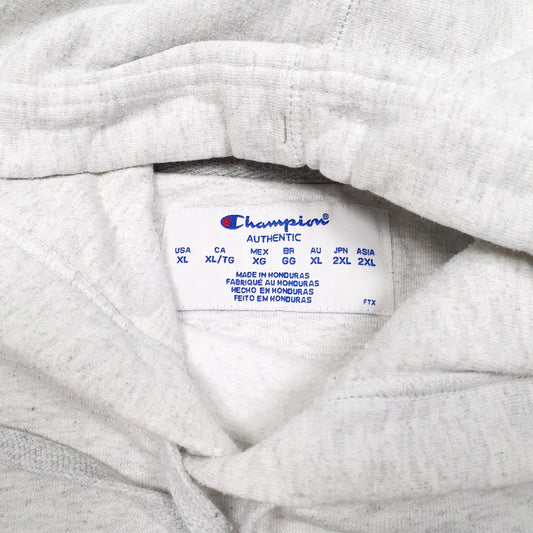 Champion®
AUTHENTIC
USA CA MEX BR AU JPN ASIA
XL XL/TG XG GG XL 2XL 2XL
MADE IN HONDURAS
FABRIQUÉ AU HONDURAS
HECHO EN HONDURAS
FEITO EM HONDURAS
FTX